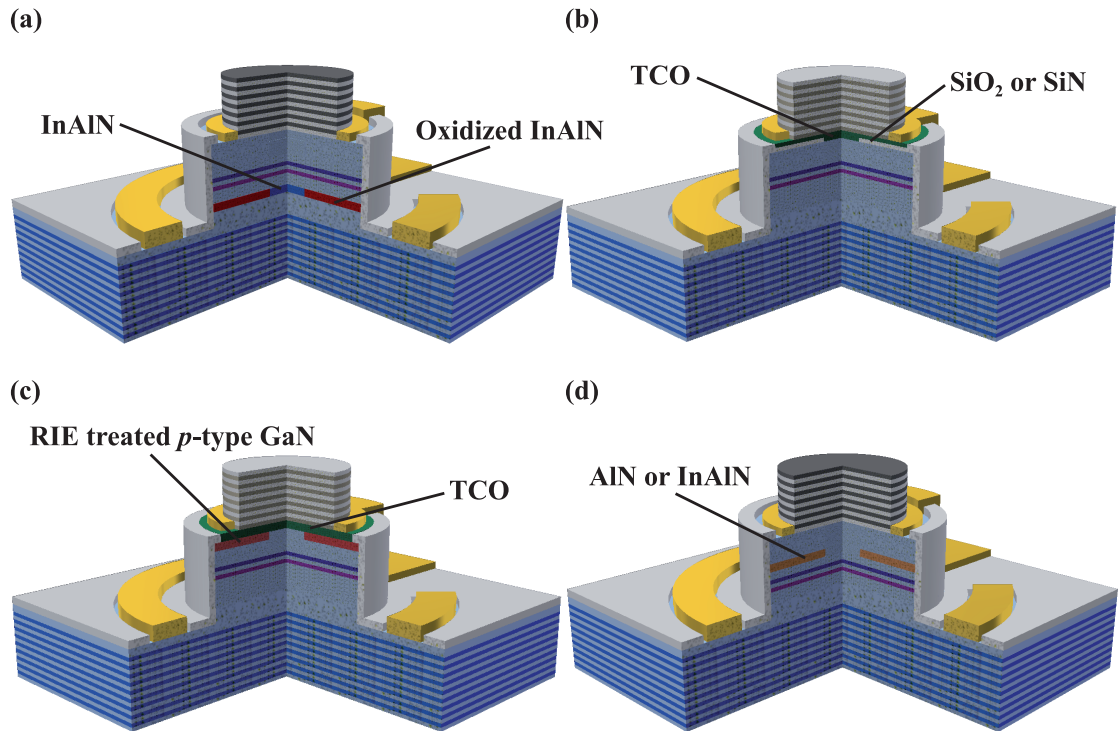 (a)
(b)
TCO
SiO₂ or SiN
InAlN
Oxidized InAlN
(c)
(d)
RIE treated p-type GaN
TCO
AlN or InAlN